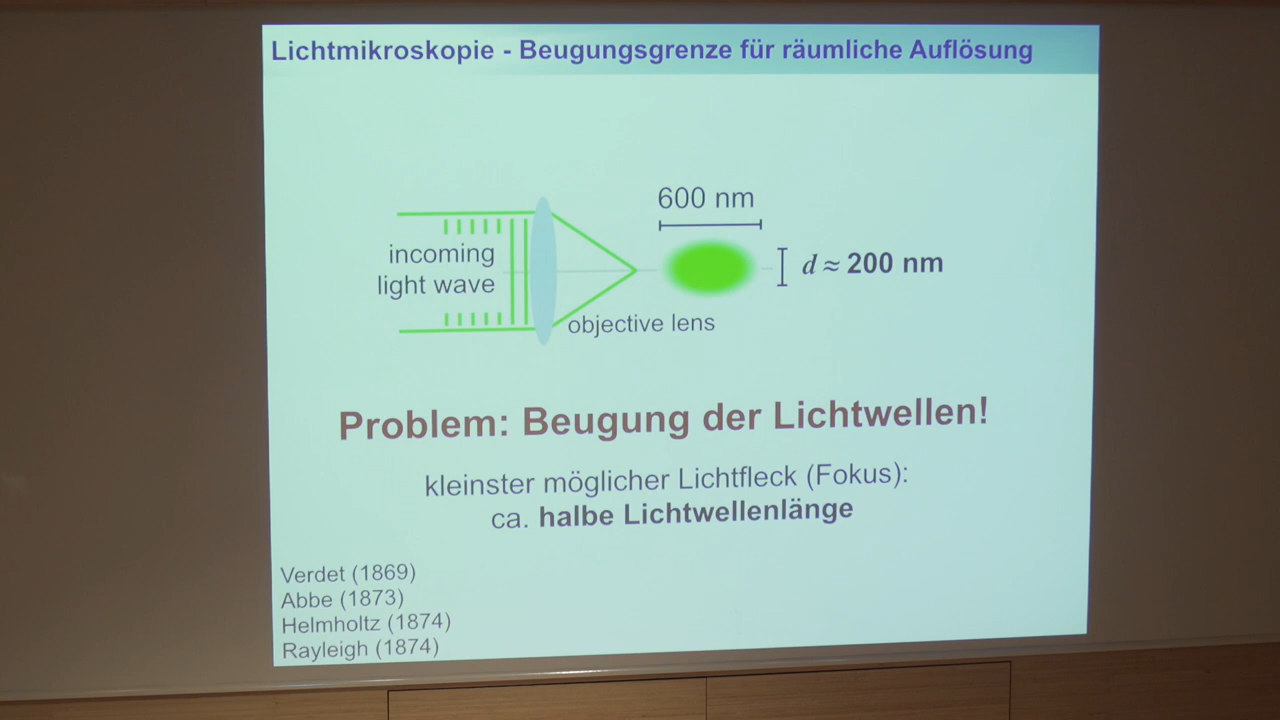 Lichtmikroskopie - Beugungsgrenze für räumliche Auflösung
600 nm
incoming
light wave
d ≈ 200 nm
objective lens
Problem: Beugung der Lichtwellen!
kleinster möglicher Lichtfleck (Fokus):
ca. halbe Lichtwellenlänge
Verdet (1869)
Abbe (1873)
Helmholtz (1874)
Rayleigh (1874)